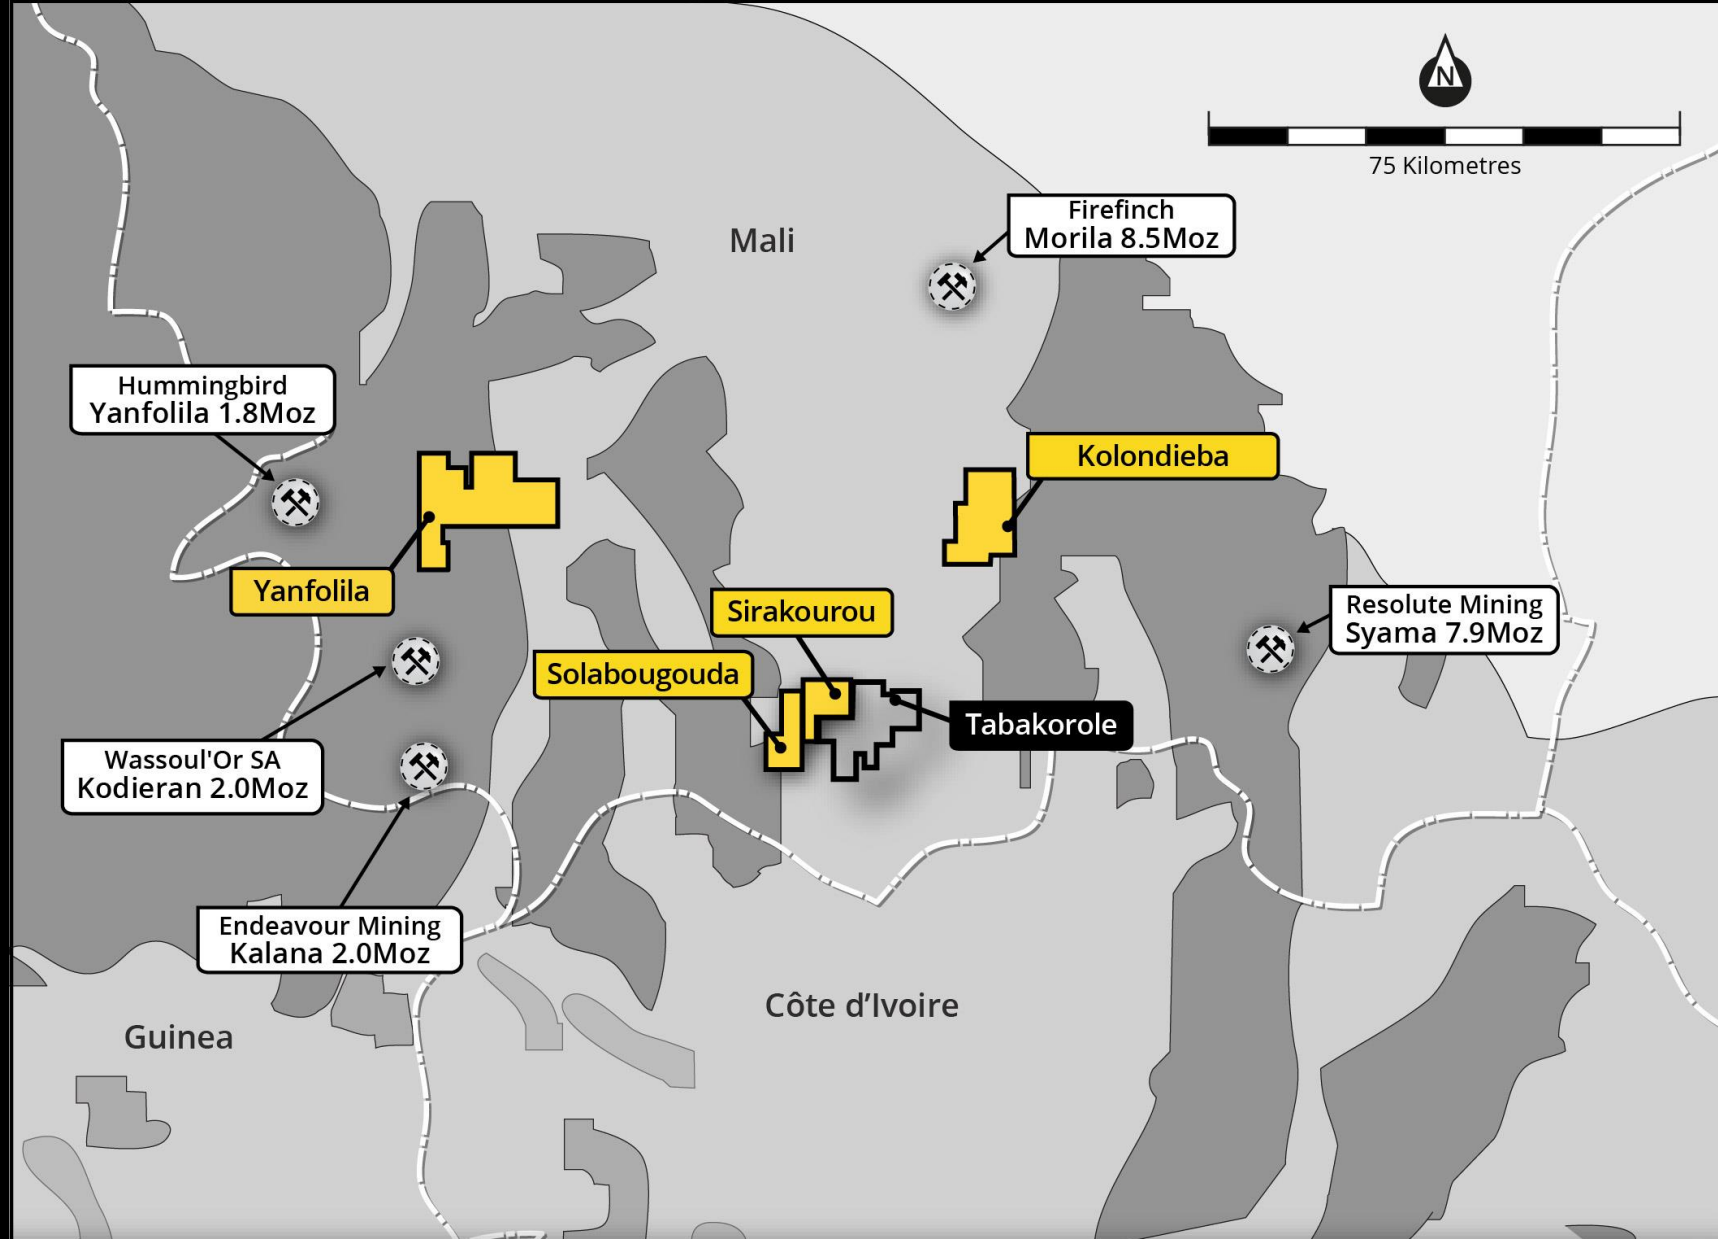 N
75 Kilometres
Firefinch
Morila 8.5Moz
Mali
Hummingbird
Yanfolila 1.8Moz
Kolondieba
Yanfolila
Sirakourou
Resolute Mining
Syama 7.9Moz
Solabougouda
Tabakorole
Wassoul'Or SA
Kodieran 2.0Moz
Endeavour Mining
Kalana 2.0Moz
Côte d’Ivoire
Guinea